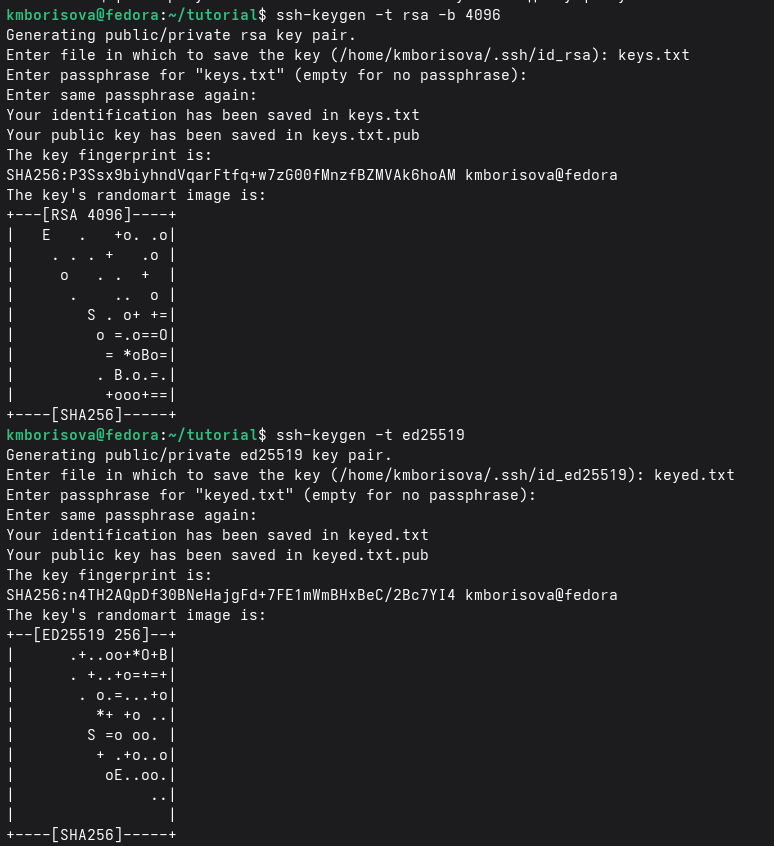 kmborisova@fedora:~/tutorial$ ssh-keygen -t rsa -b 4096
Generating public/private rsa key pair.
Enter file in which to save the key (/home/kmborisova/.ssh/id_rsa): keys.txt
Enter passphrase for "keys.txt" (empty for no passphrase):
Enter same passphrase again:
Your identification has been saved in keys.txt
Your public key has been saved in keys.txt.pub
The key fingerprint is:
SHA256:P3Ssx9biyhndVqarFtfq+w7zG00fMnzfBZMVAk6hoAM kmborisova@fedora
The key's randomart image is:
+---[RSA 4096]----+
|   E   .   +o. .o|
|    . . . +   .o |
|     o   . .  +  |
|      .    ..  o |
|        S . o+ +=|
|         o =.o==O|
|          = *oBo=|
|         . B.o.=.|
|          +ooo+==|
+----[SHA256]-----+
kmborisova@fedora:~/tutorial$ ssh-keygen -t ed25519
Generating public/private ed25519 key pair.
Enter file in which to save the key (/home/kmborisova/.ssh/id_ed25519): keyed.txt
Enter passphrase for "keyed.txt" (empty for no passphrase):
Enter same passphrase again:
Your identification has been saved in keyed.txt
Your public key has been saved in keyed.txt.pub
The key fingerprint is:
SHA256:n4TH2AQpDf30BNeHajgFd+7FE1mWmBHxBeC/2Bc7YI4 kmborisova@fedora
The key's randomart image is:
+--[ED25519 256]--+
|      .+..oo+*O+B|
|      . +..+o=+=+|
|       . o.=...+o|
|         *+ +o ..|
|        S =o oo. |
|         + .+o..o|
|          oE..oo.|
|               ..|
|                 |
+----[SHA256]-----+